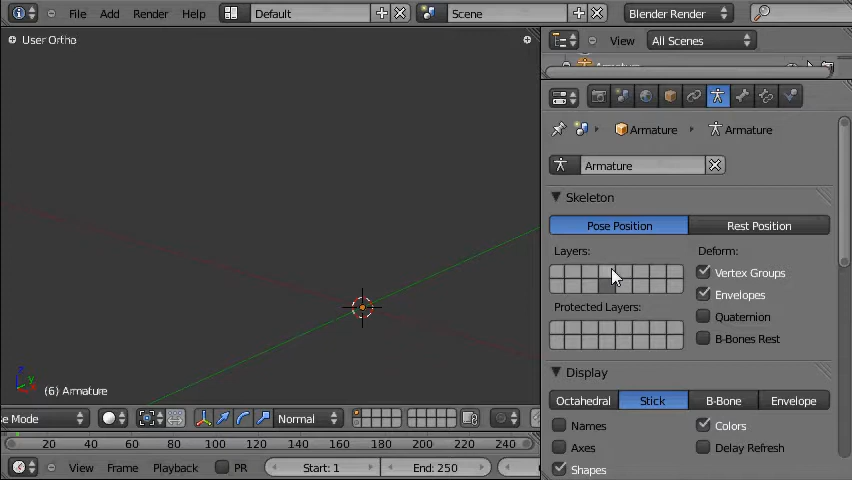 File Add Render Help Default Scene Blender Render
User Ortho
View All Scenes
Armature Armature
Armature
Skeleton
Pose Position Rest Position
Layers: Deform:
Vertex Groups
Envelopes
Protected Layers: Quaternion
B-Bones Rest
Display
(6) Armature
Octahedral Stick B-Bone Envelope
se Mode Normal
Names Colors
Axes Delay Refresh
Shapes
20 40 60 80 100 120 140 160 180 200 220 240
View Frame Playback PR Start: 1 End: 250